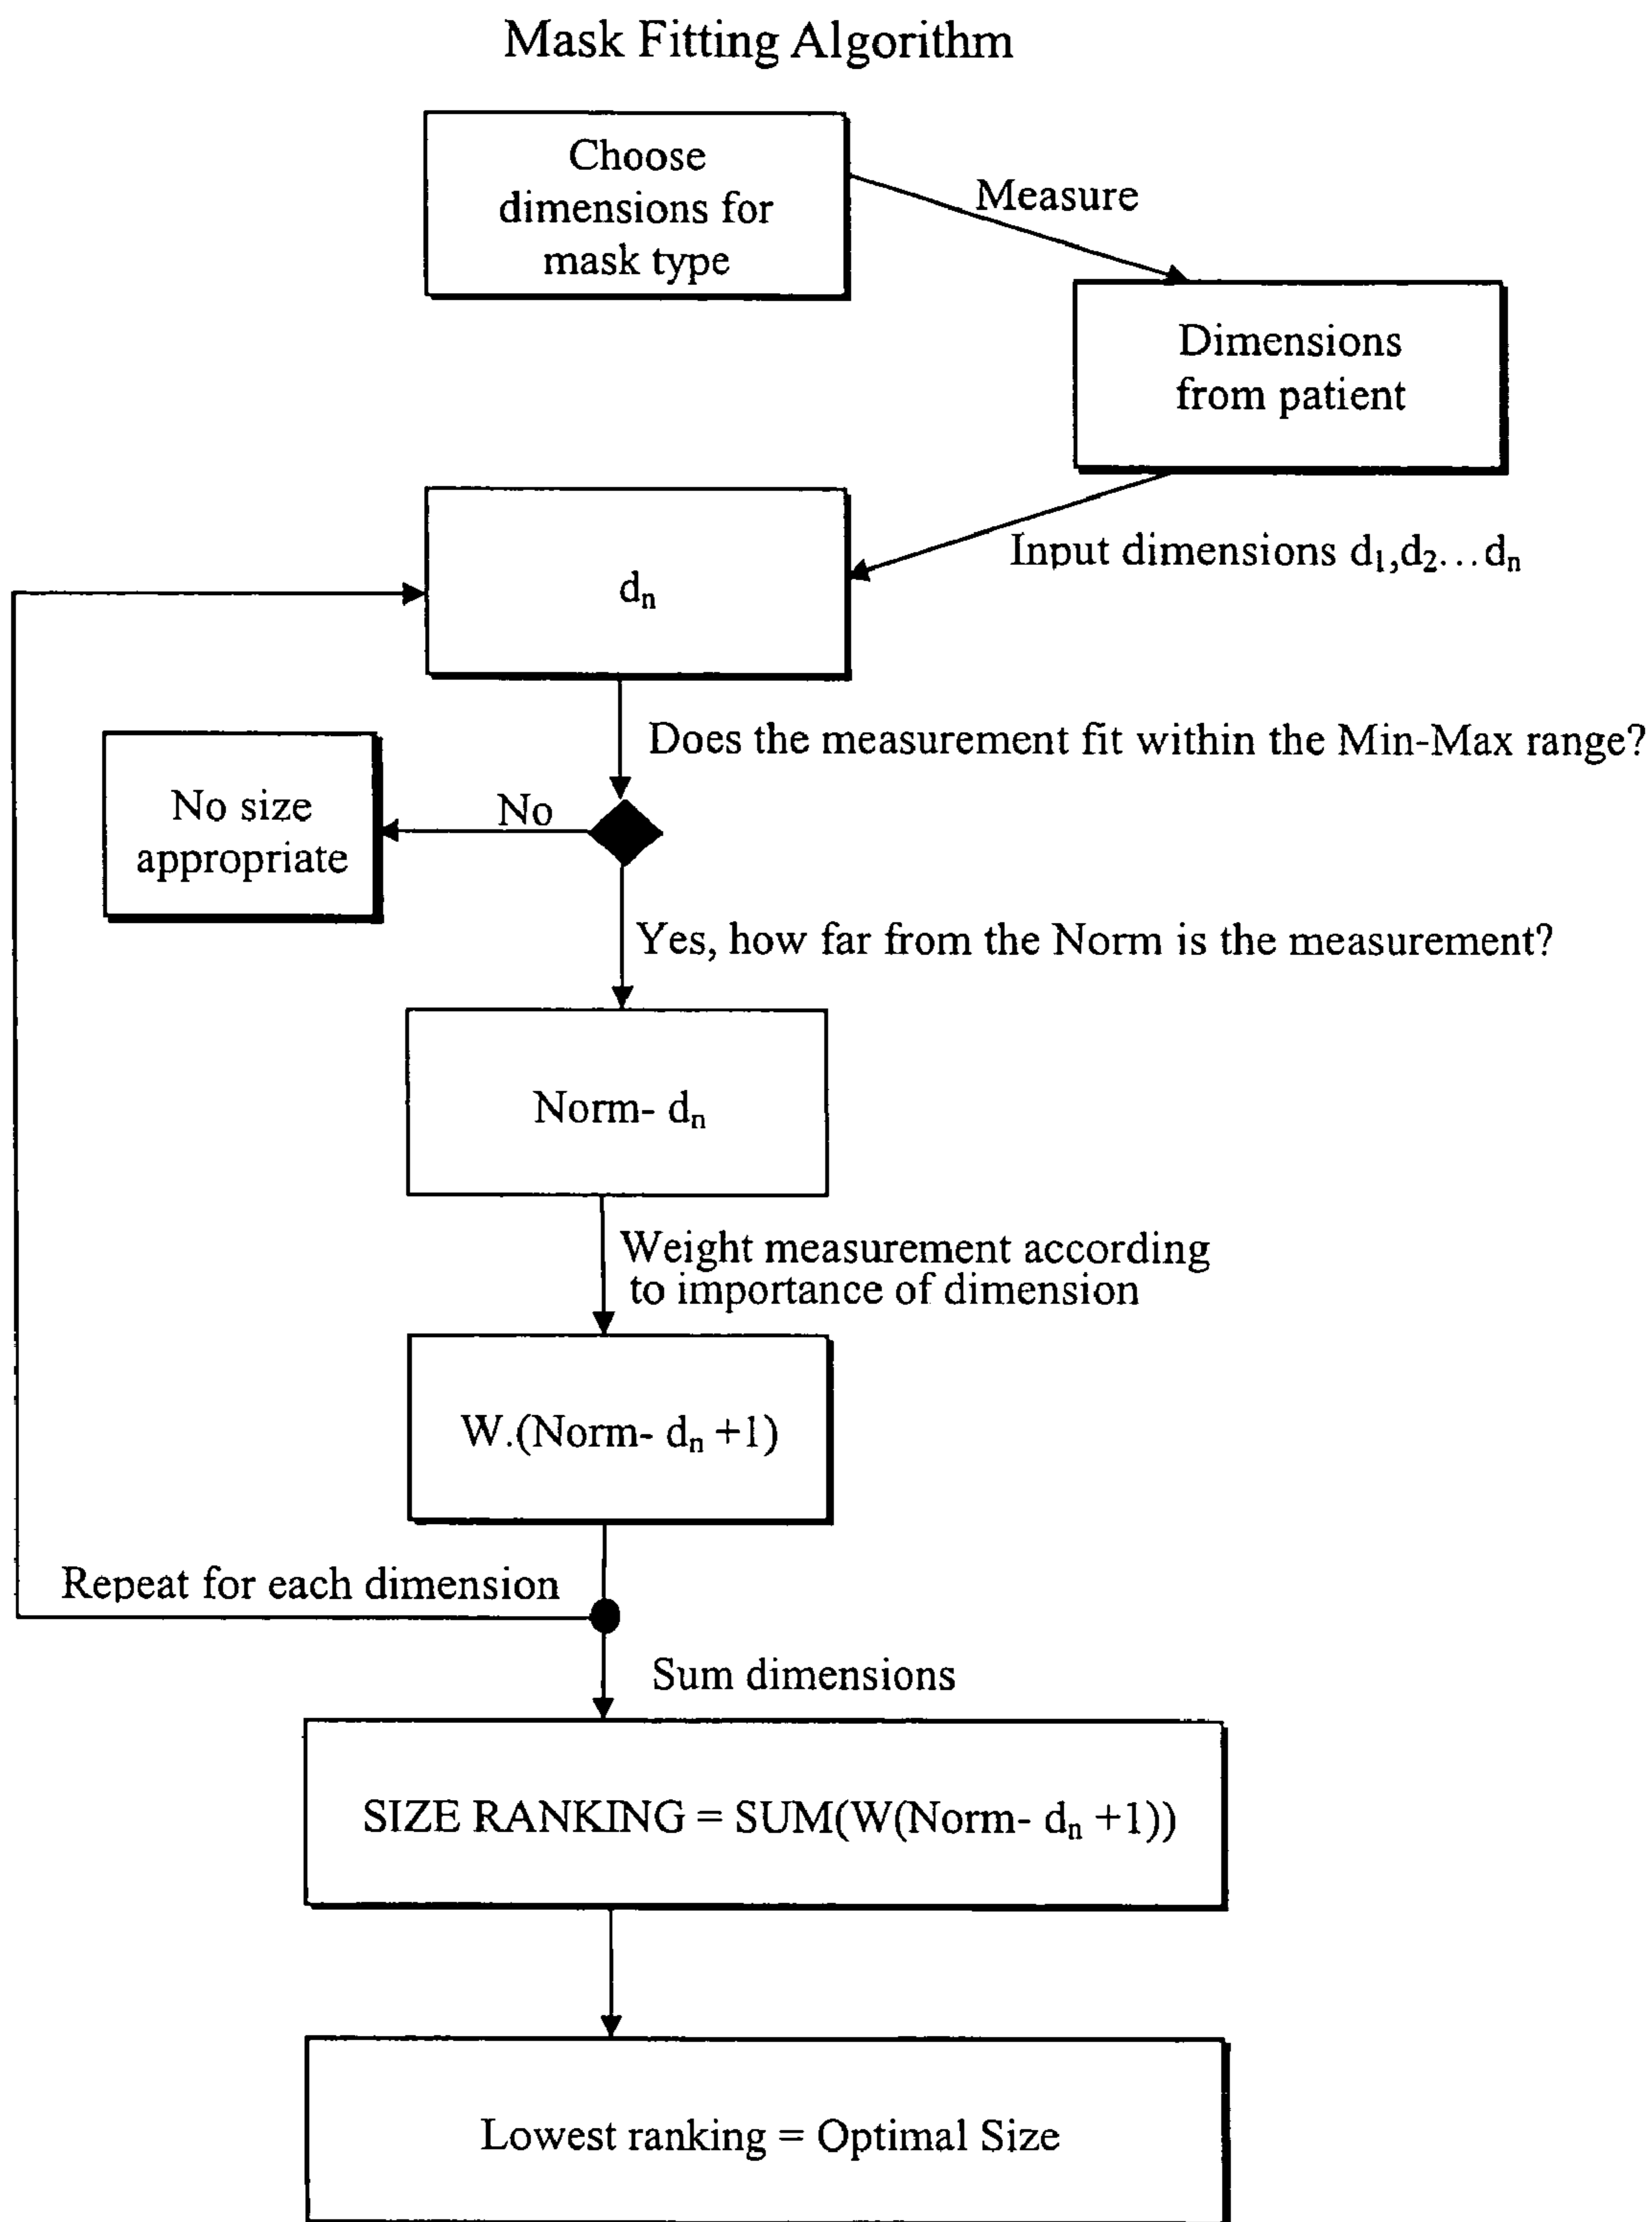 Mask Fitting Algorithm
Choose
dimensions for
mask type
Measure
Dimensions
from patient
Input dimensions d₁,d₂...dₙ
dₙ
Does the measurement fit within the Min-Max range?
No
No size
appropriate
Yes, how far from the Norm is the measurement?
Norm- dₙ
Weight measurement according
to importance of dimension
W.(Norm- dₙ +1)
Repeat for each dimension
Sum dimensions
SIZE RANKING = SUM(W(Norm- dₙ +1))
Lowest ranking = Optimal Size